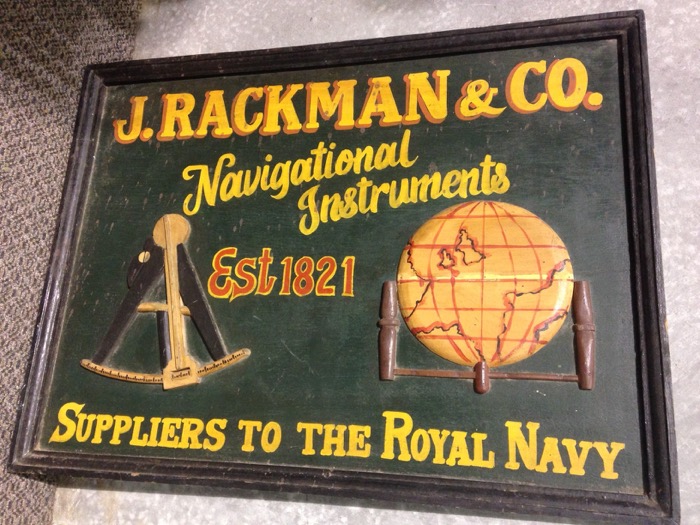 J. RACKMAN & CO.
Navigational
Instruments
Est 1821
SUPPLIERS TO THE ROYAL NAVY